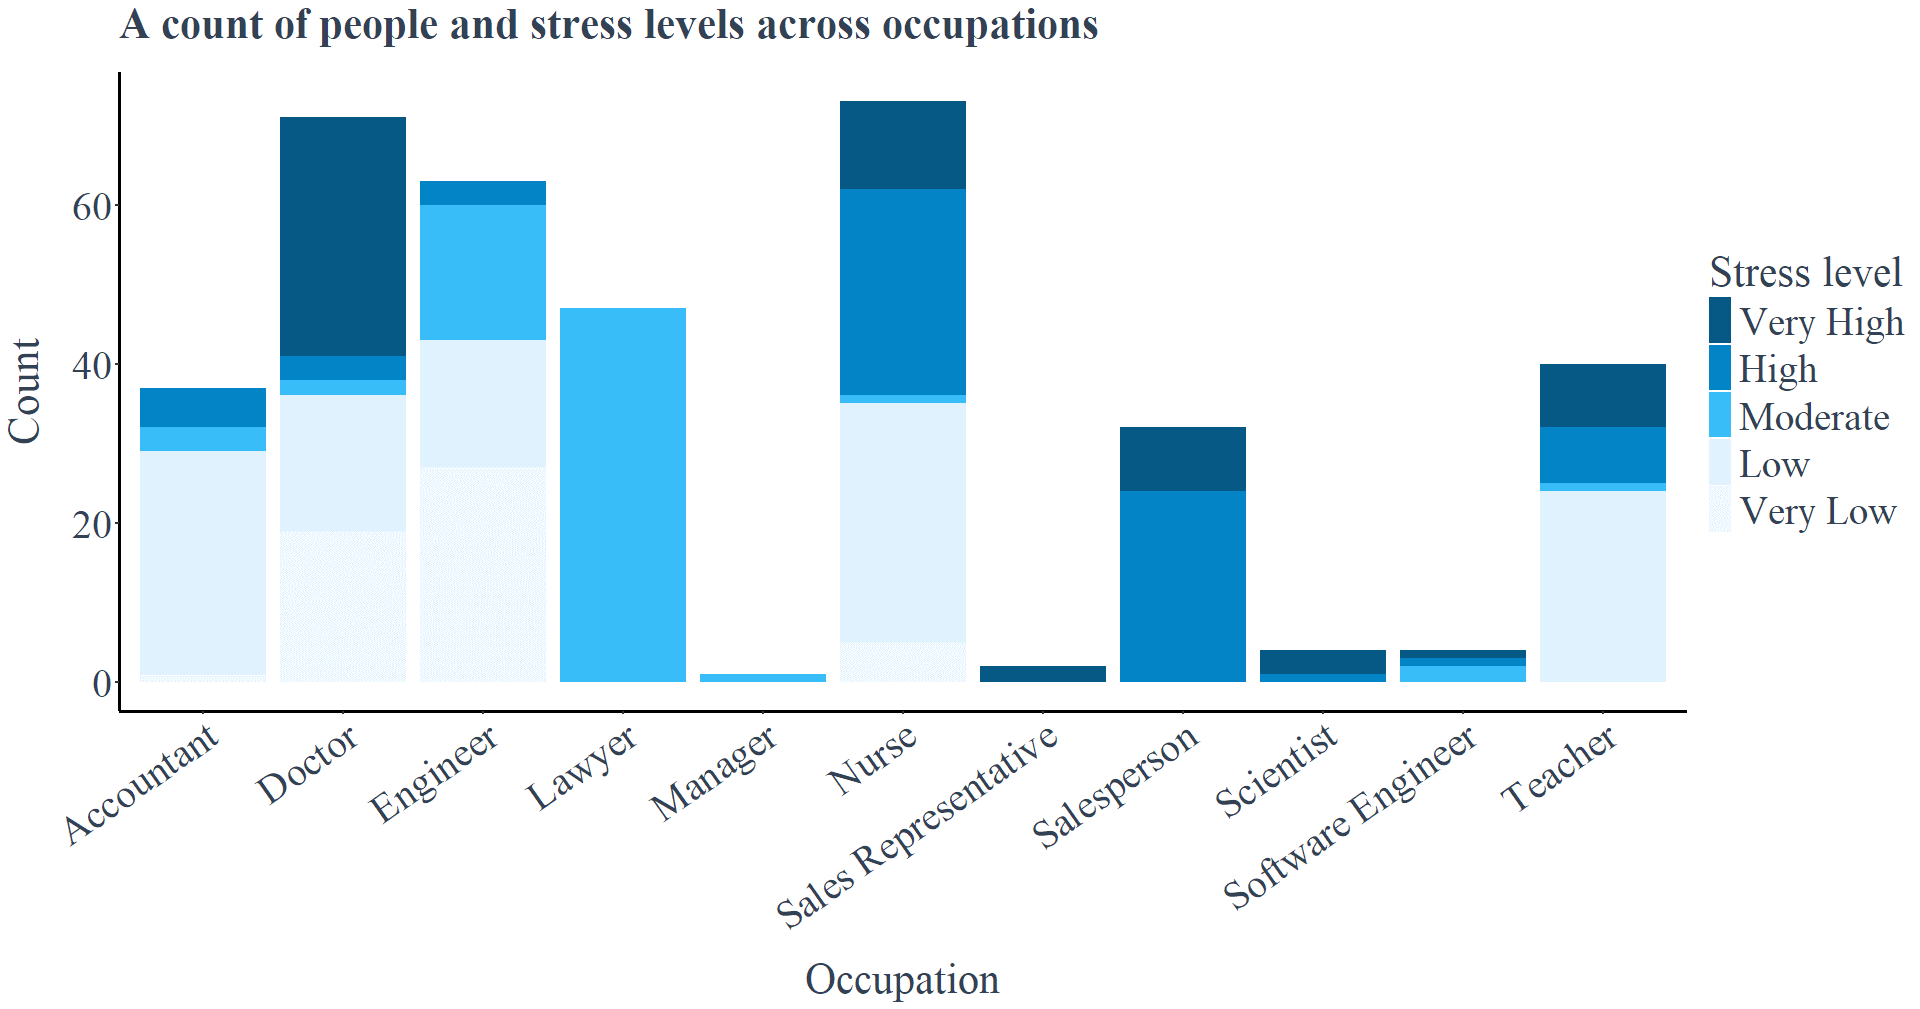 A count of people and stress levels across occupations
Count
60
40
20
0
Accountant
Doctor
Engineer
Lawyer
Manager
Nurse
Sales Representative
Salesperson
Scientist
Software Engineer
Teacher
Occupation
Stress level
Very High
High
Moderate
Low
Very Low